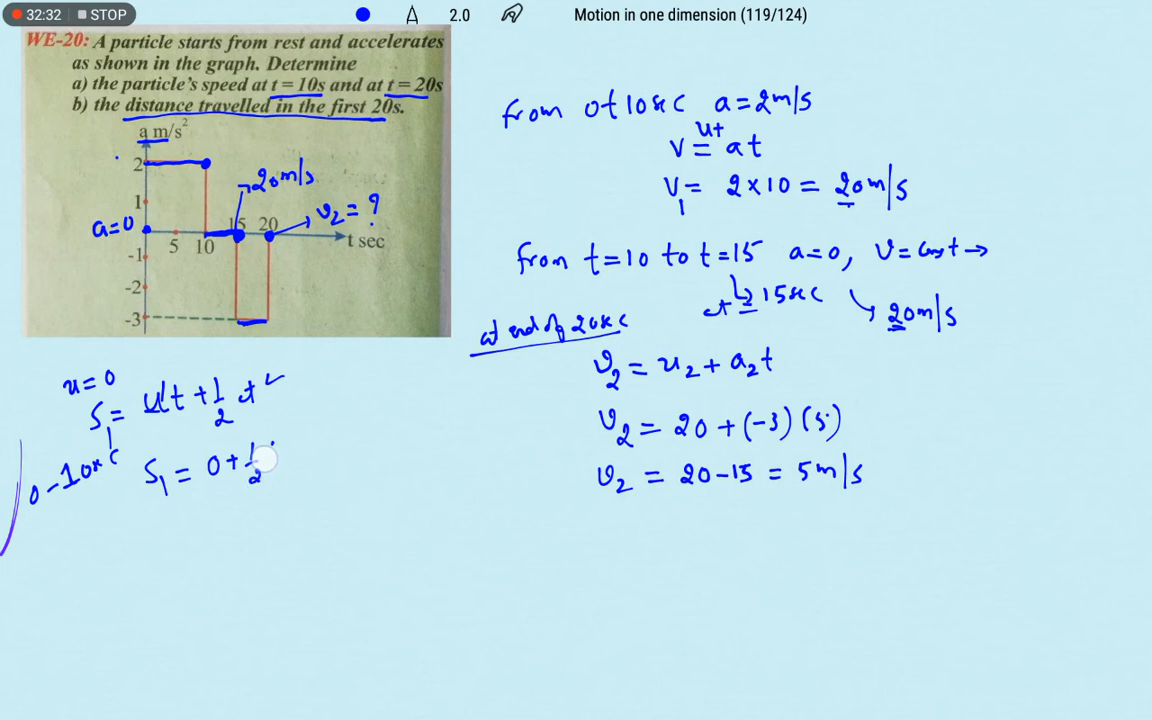 32:32 STOP 2.0 Motion in one dimension (119/124)
WE-20: A particle starts from rest and accelerates
as shown in the graph. Determine
a) the particle's speed at t = 10s and at t = 20s
b) the distance travelled in the first 20s.
a m/s²
2
1
a=0
-1
-2
-3
5 10 15 20
t sec
20m/s
v₂ = ?
from 0 t 10sec a=2m/s
v = u+ at
v₁ = 2×10 = 20m/s
from t=10 to t=15 a=0, v=const →
at 15sec
20m/s
at end of 20sec
v₂ = u₂ + a₂t
v₂ = 20 + (-3) (5)
v₂ = 20-15 = 5m/s
u=0
S₁ = ut + 1/2 at²
0-10sec
S₁ = 0 + 1/2